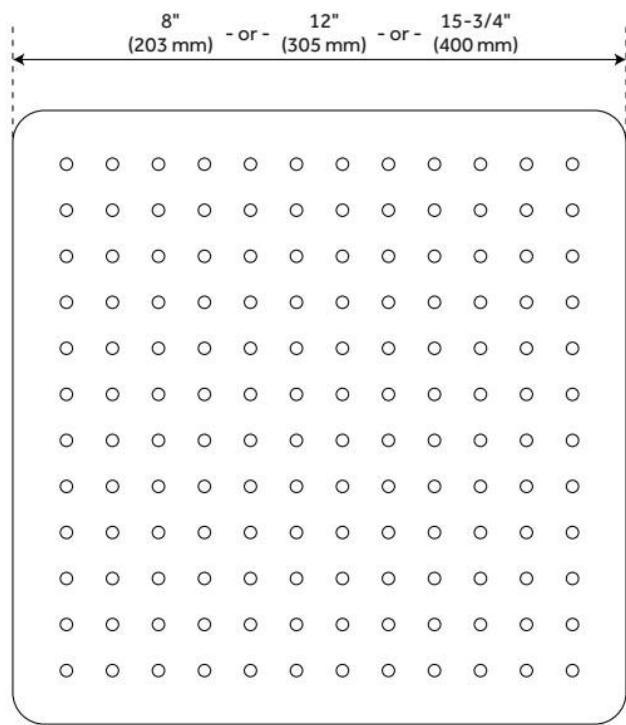 8" - or - 12" - or - 15-3/4"
(203 mm) (305 mm) (400 mm)